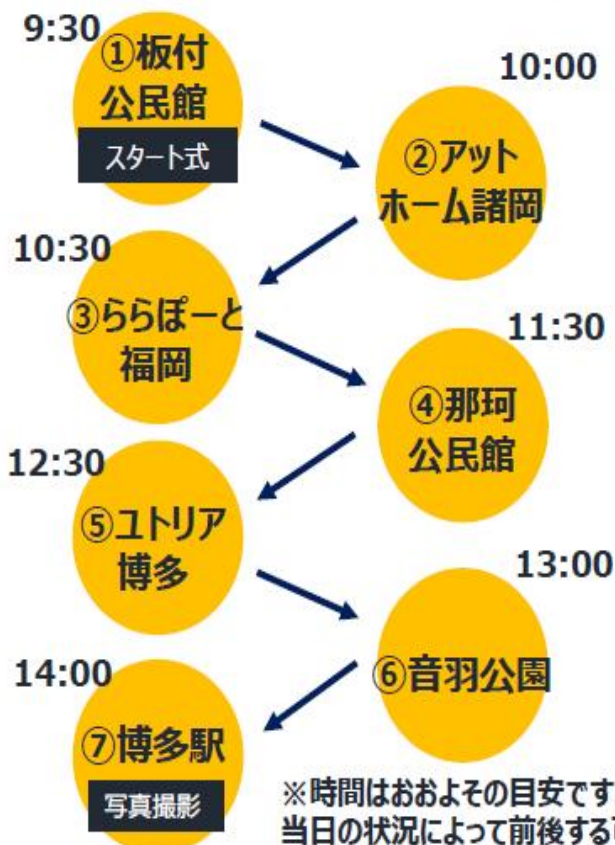 9:30
①板付
公民館
スタート式
10:00
②アット
ホーム諸岡
10:30
③ららぽーと
福岡
11:30
④那珂
公民館
12:30
⑤ユトリア
博多
13:00
⑥音羽公園
14:00
⑦博多駅
写真撮影
※時間はおおよその目安です
当日の状況によって前後する